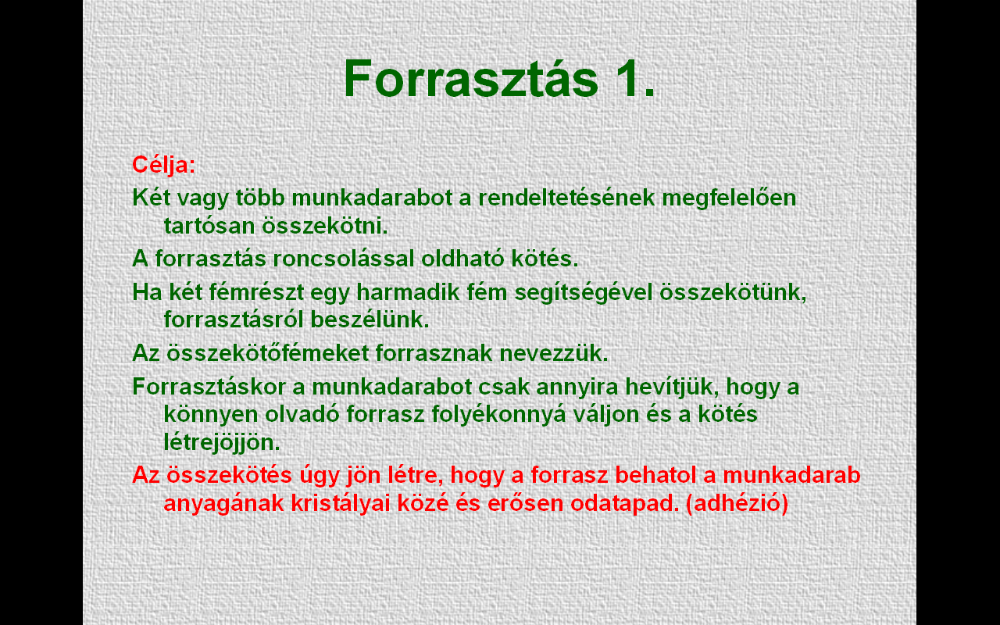 Forrasztás 1.
Célja:
Két vagy több munkadarabot a rendeltetésének megfelelően
tartósan összekötni.
A forrasztás roncsolással oldható kötés.
Ha két fémrészt egy harmadik fém segítségével összekötünk,
forrasztásról beszélünk.
Az összekötőfémeket forrasznak nevezzük.
Forrasztáskor a munkadarabot csak annyira hevítjük, hogy a
könnyen olvadó forrasz folyékonnyá váljon és a kötés
létrejöjjön.
Az összekötés úgy jön létre, hogy a forrasz behatol a munkadarab
anyagának kristályai közé és erősen odatapad. (adhézió)